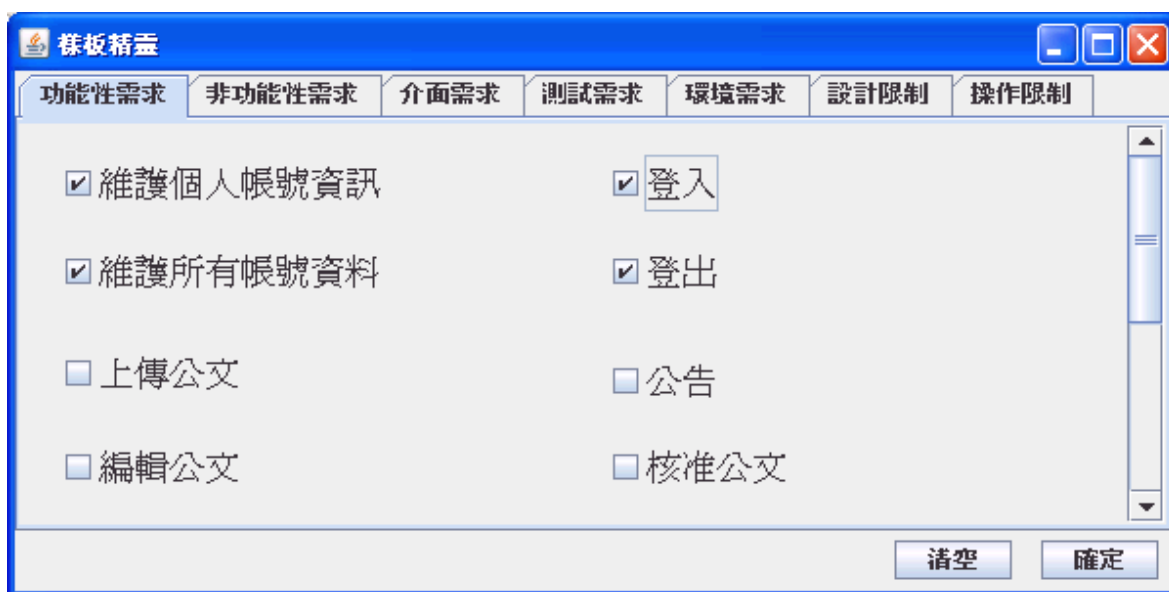 樣板精靈
功能性需求 非功能性需求 介面需求 測試需求 環境需求 設計限制 操作限制
維護個人帳號資訊 登入
維護所有帳號資料 登出
上傳公文 公告
編輯公文 核准公文
清空 確定